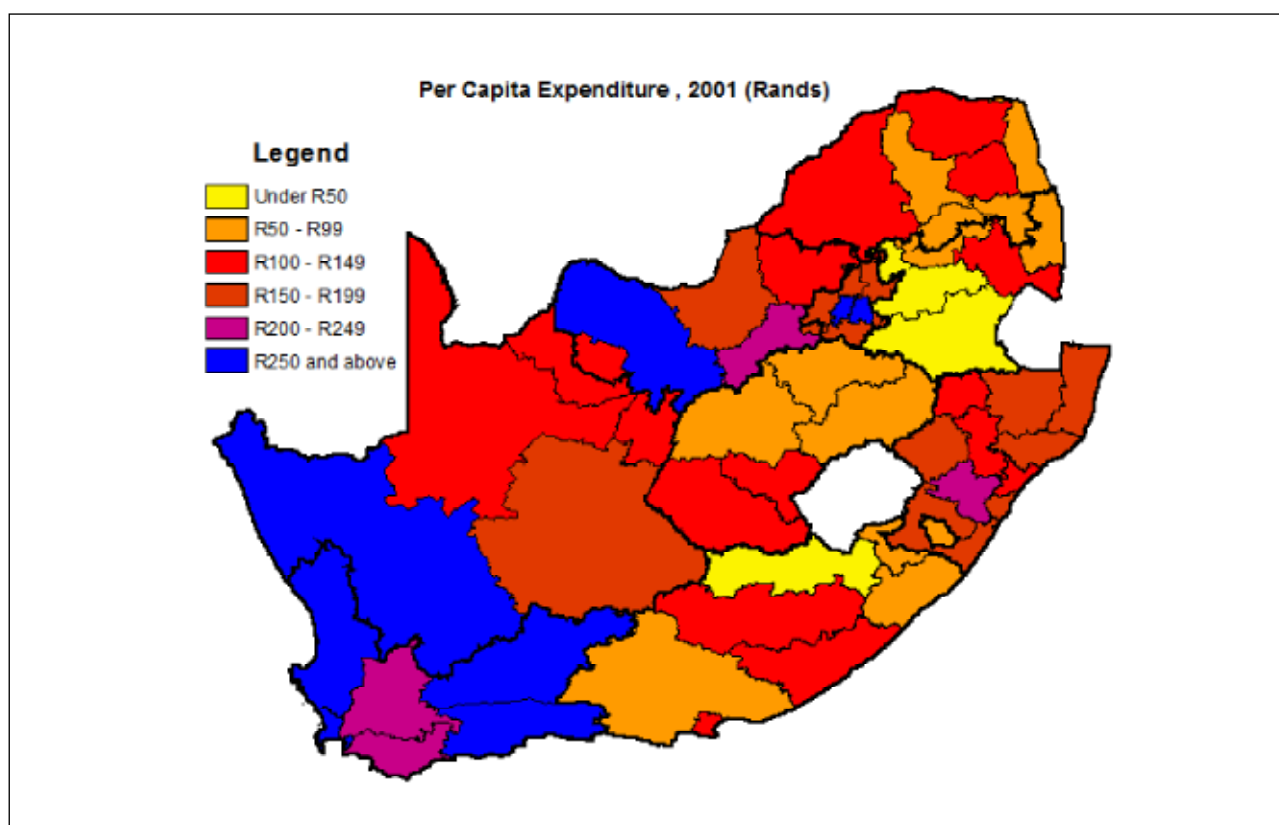 Per Capita Expenditure , 2001 (Rands)
Legend
Under R50
R50 - R99
R100 - R149
R150 - R199
R200 - R249
R250 and above